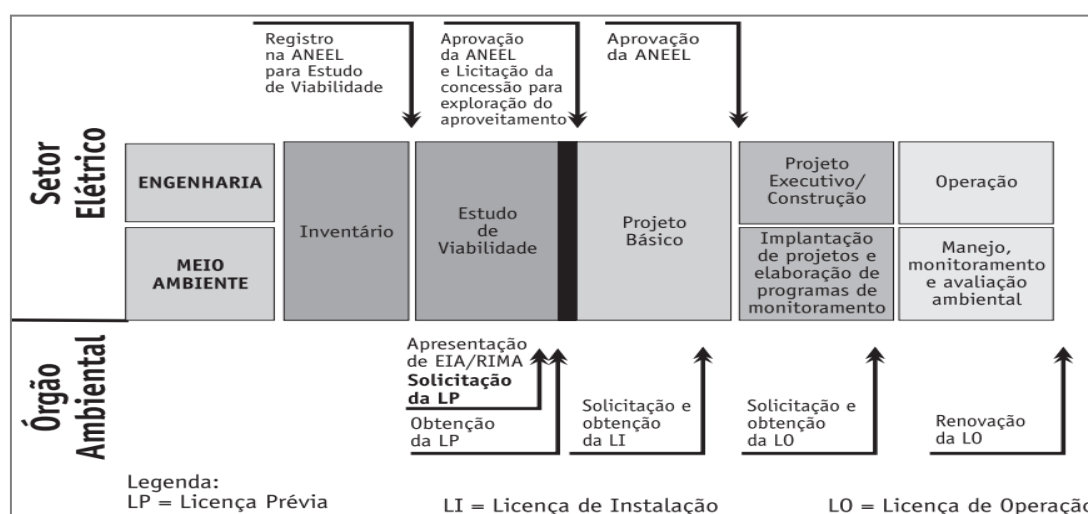 Registro
na ANEEL
para Estudo
de Viabilidade
Aprovação
da ANEEL
e Licitação da
concessão para
exploração do
aproveitamento
Aprovação
da ANEEL
Setor
Elétrico
ENGENHARIA
MEIO
AMBIENTE
Inventário
Estudo
de
Viabilidade
Projeto
Básico
Projeto
Executivo/
Construção
Implantação
de projetos e
elaboração de
programas de
monitoramento
Operação
Manejo,
monitoramento
e avaliação
ambiental
Órgão
Ambiental
Apresentação
de EIA/RIMA
Solicitação
da LP
Obtenção
da LP
Solicitação e
obtenção
da LI
Solicitação e
obtenção
da LO
Renovação
da LO
Legenda:
LP = Licença Prévia
LI = Licença de Instalação
LO = Licença de Operação